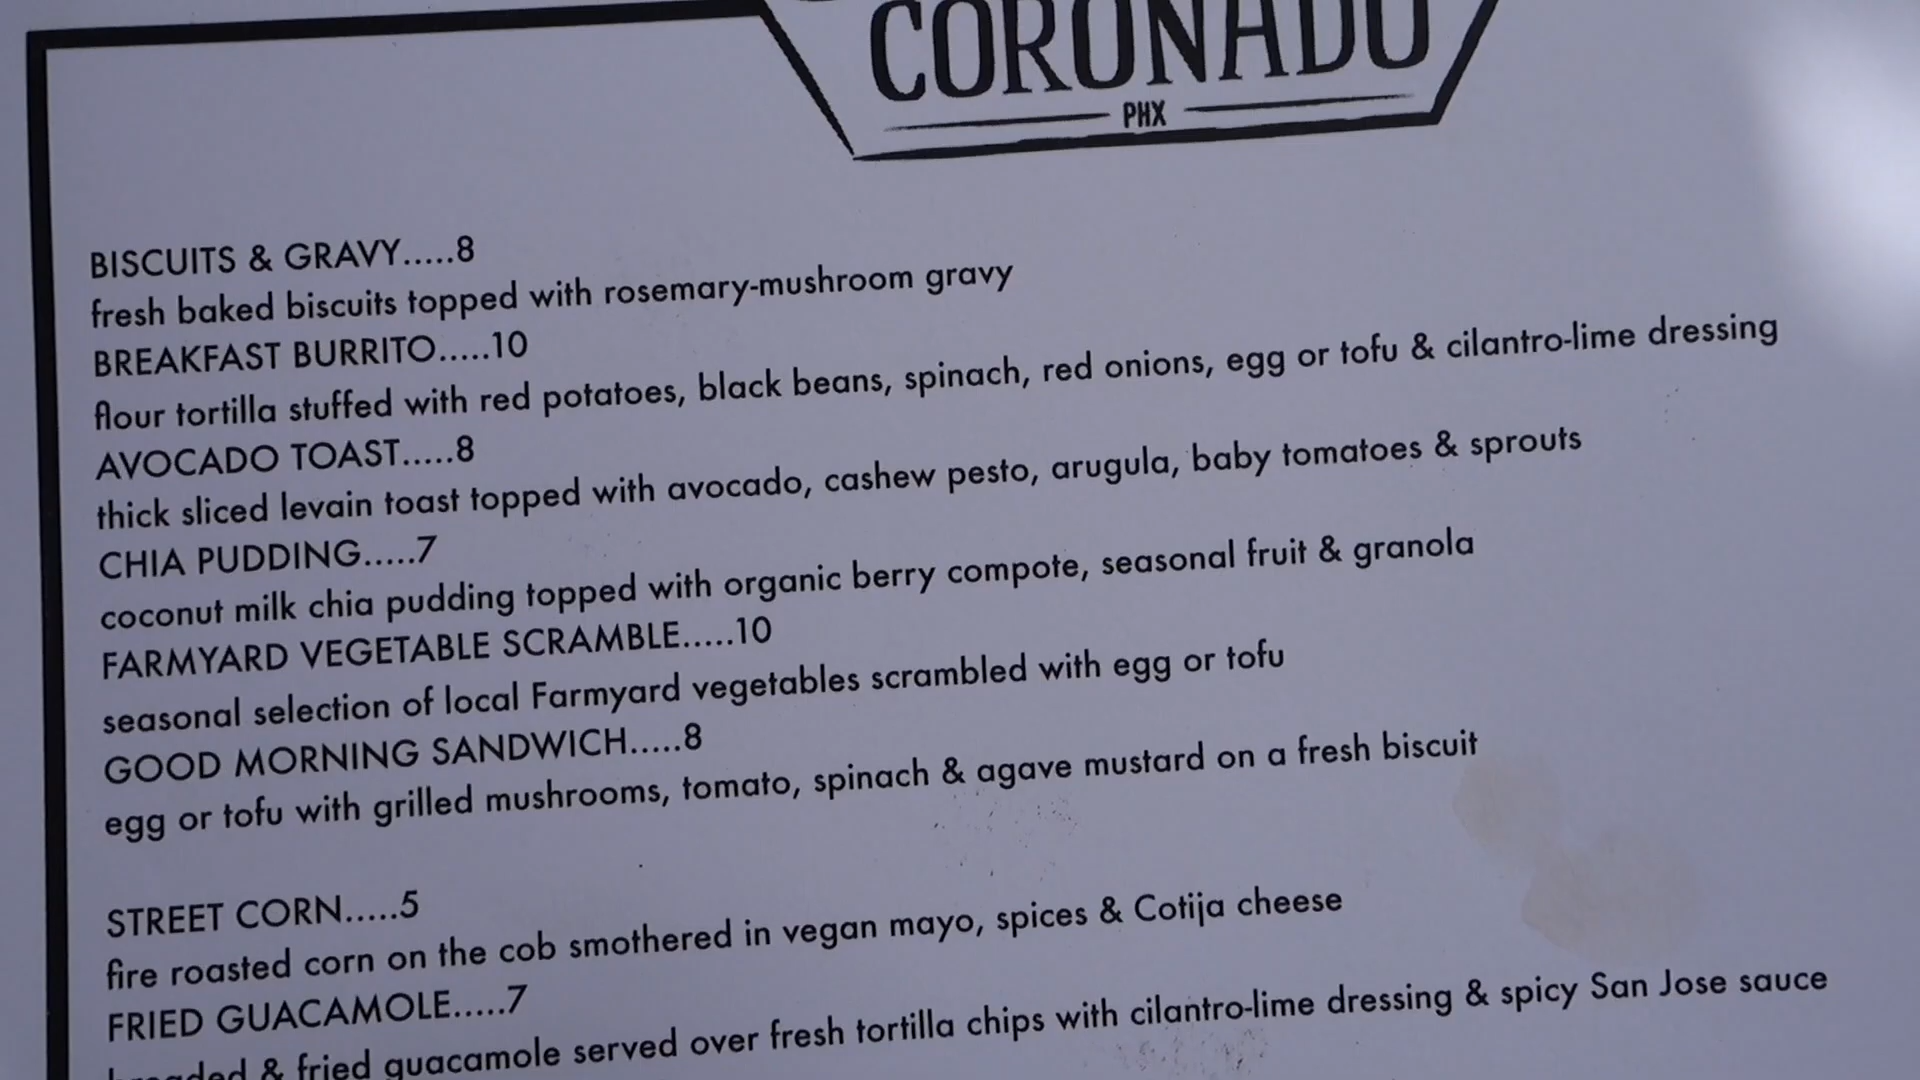 CORONADO
PHX
BISCUITS & GRAVY.....8
fresh baked biscuits topped with rosemary-mushroom gravy
BREAKFAST BURRITO.....10
flour tortilla stuffed with red potatoes, black beans, spinach, red onions, egg or tofu & cilantro-lime dressing
AVOCADO TOAST.....8
thick sliced levain toast topped with avocado, cashew pesto, arugula, baby tomatoes & sprouts
CHIA PUDDING.....7
coconut milk chia pudding topped with organic berry compote, seasonal fruit & granola
FARMYARD VEGETABLE SCRAMBLE.....10
seasonal selection of local Farmyard vegetables scrambled with egg or tofu
GOOD MORNING SANDWICH.....8
egg or tofu with grilled mushrooms, tomato, spinach & agave mustard on a fresh biscuit
STREET CORN.....5
fire roasted corn on the cob smothered in vegan mayo, spices & Cotija cheese
FRIED GUACAMOLE.....7
breaded & fried guacamole served over fresh tortilla chips with cilantro-lime dressing & spicy San Jose sauce